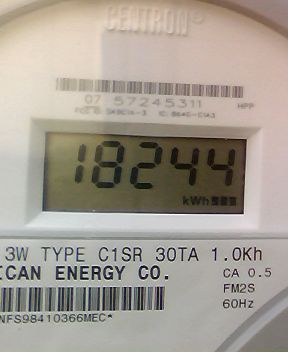 CENTRON®
07 57245311
HPP
18244
kWh
3W TYPE C1SR 30TA 1.0Kh
ICAN ENERGY CO.
CA 0.5
FM2S
60Hz
NFS98410366MEC*